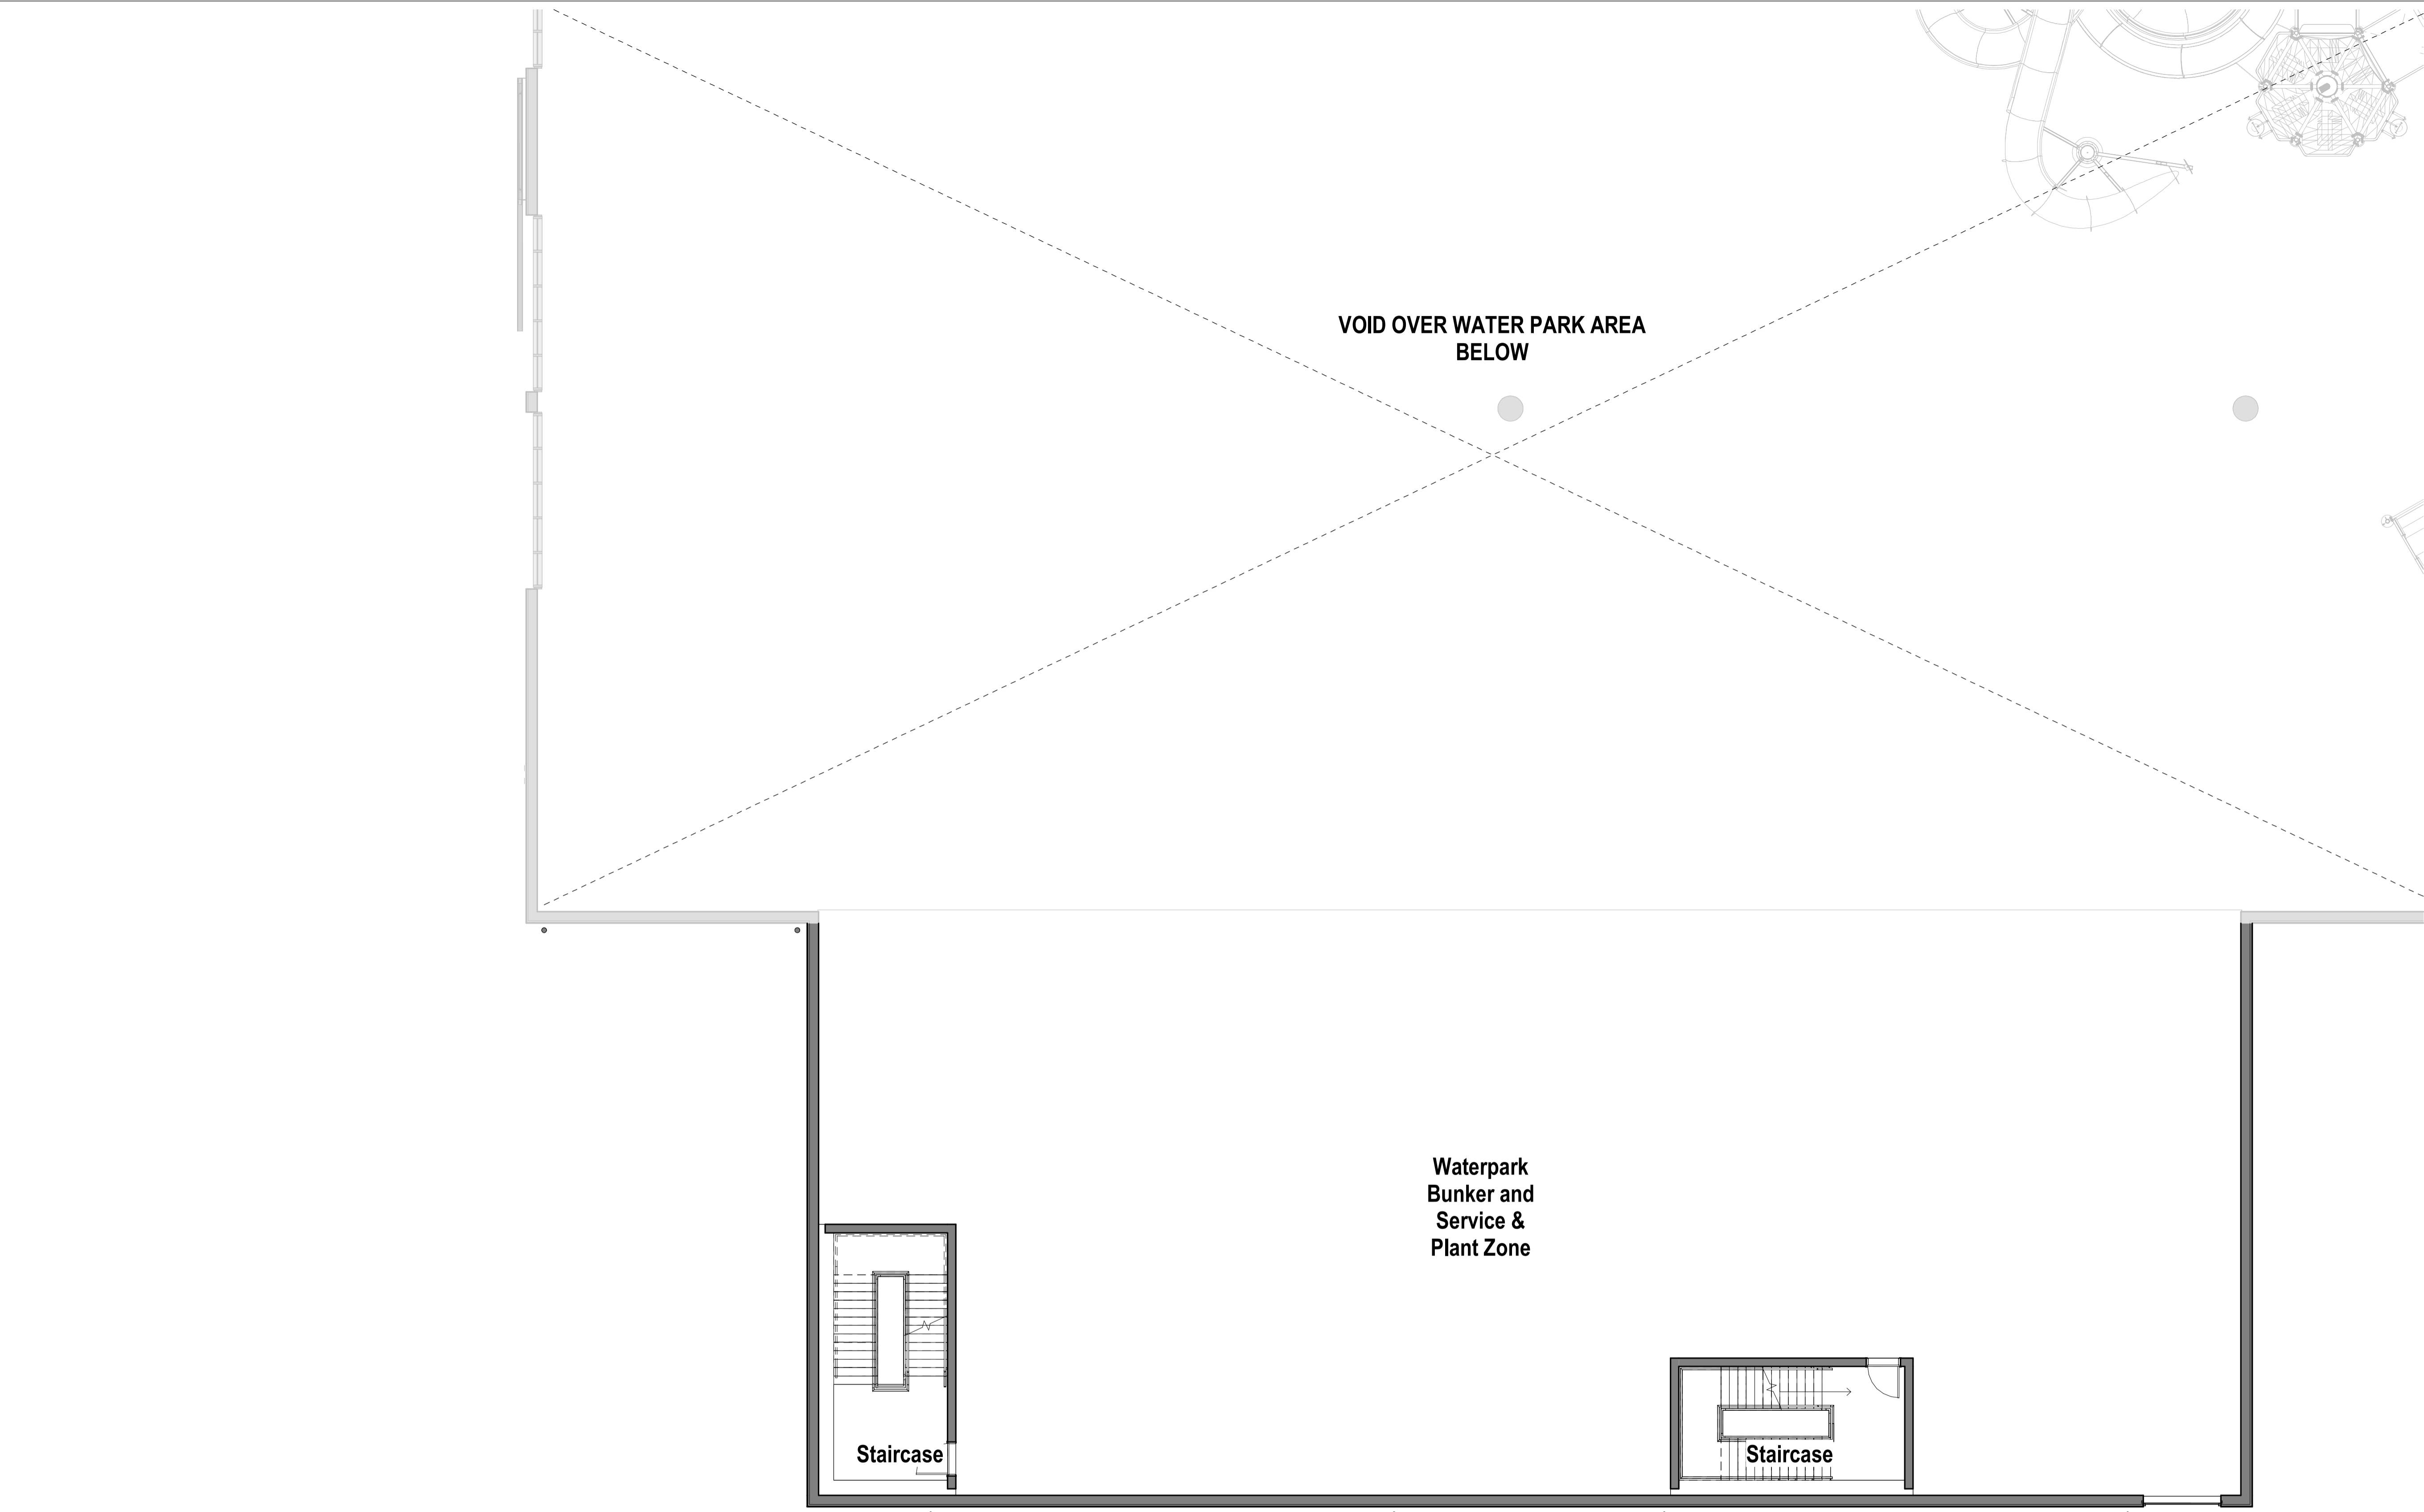 VOID OVER WATER PARK AREA
BELOW
Waterpark
Bunker and
Service &
Plant Zone
Staircase
Staircase